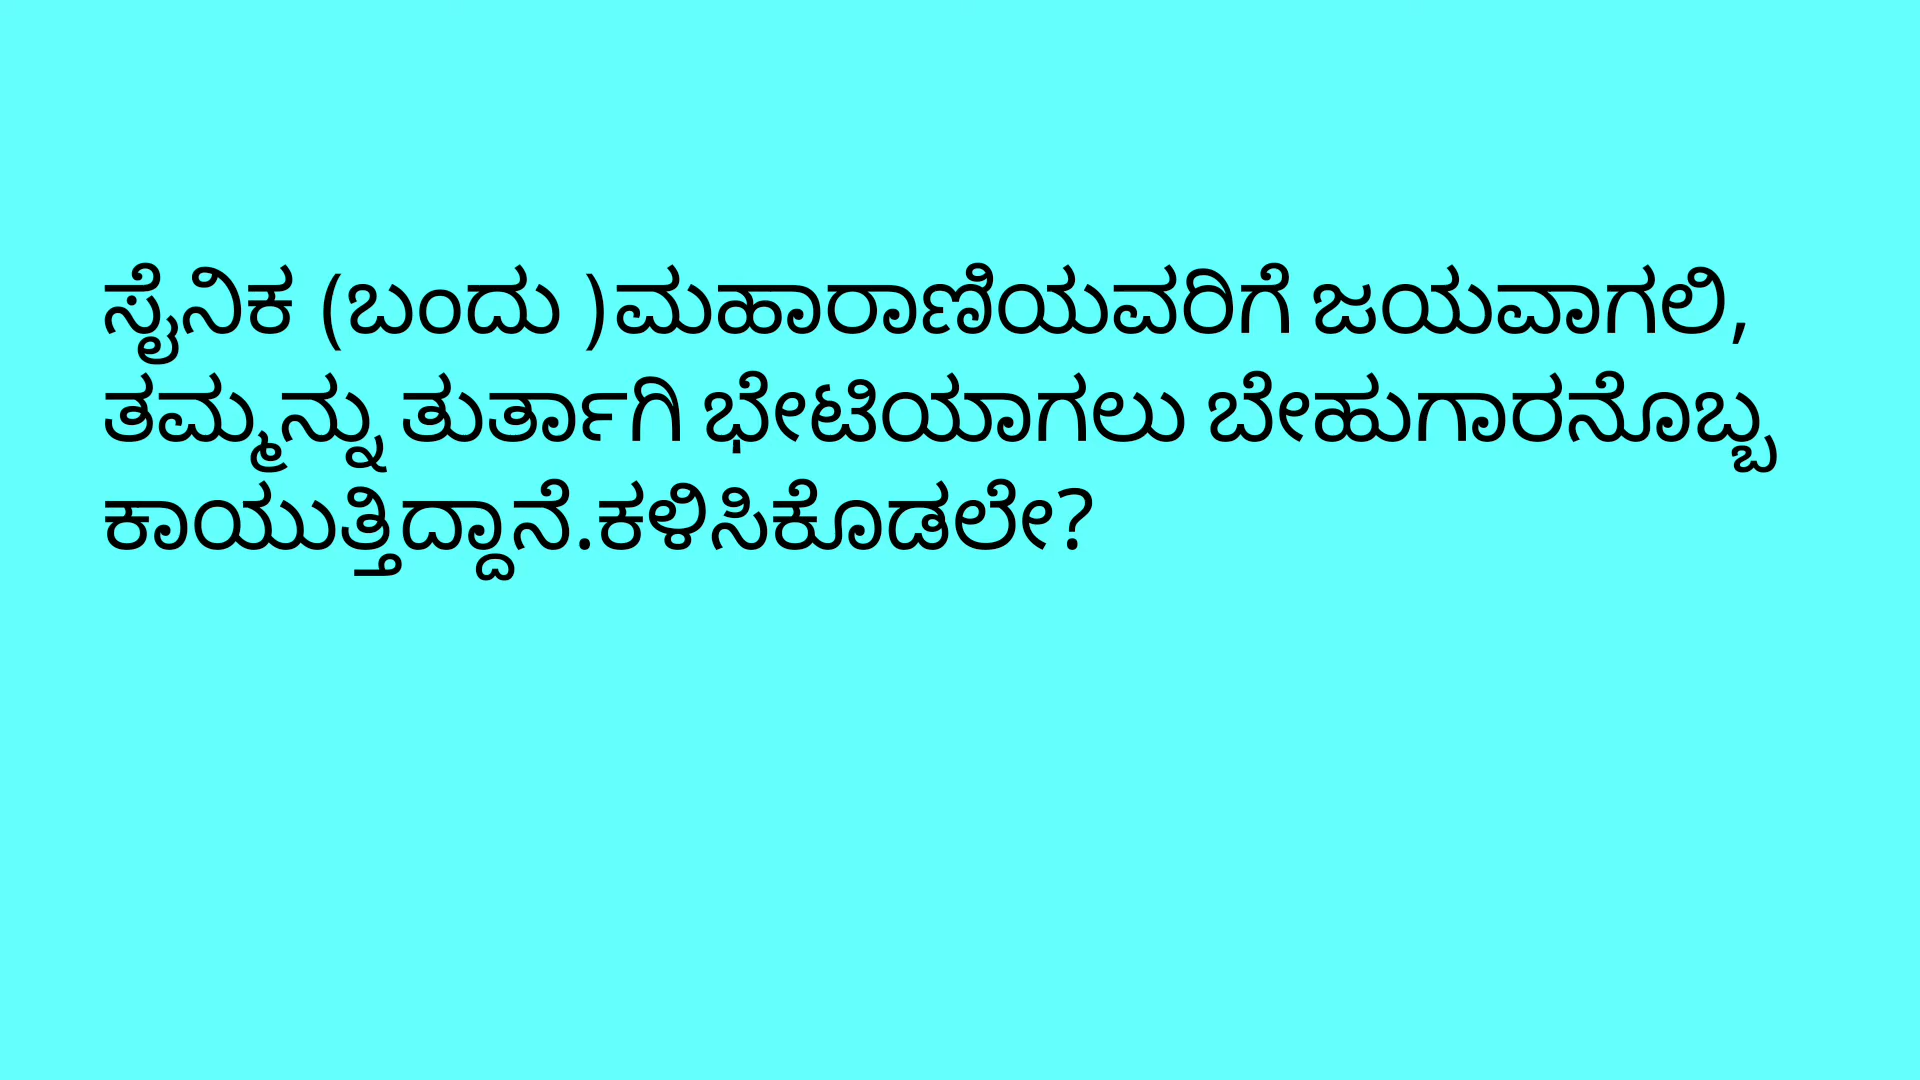 ಸೈನಿಕ (ಬಂದು )ಮಹಾರಾಣಿಯವರಿಗೆ ಜಯವಾಗಲಿ,
ತಮ್ಮನ್ನು ತುರ್ತಾಗಿ ಭೇಟಿಯಾಗಲು ಬೇಹುಗಾರನೊಬ್ಬ
ಕಾಯುತ್ತಿದ್ದಾನೆ.ಕಳಿಸಿಕೊಡಲೇ?